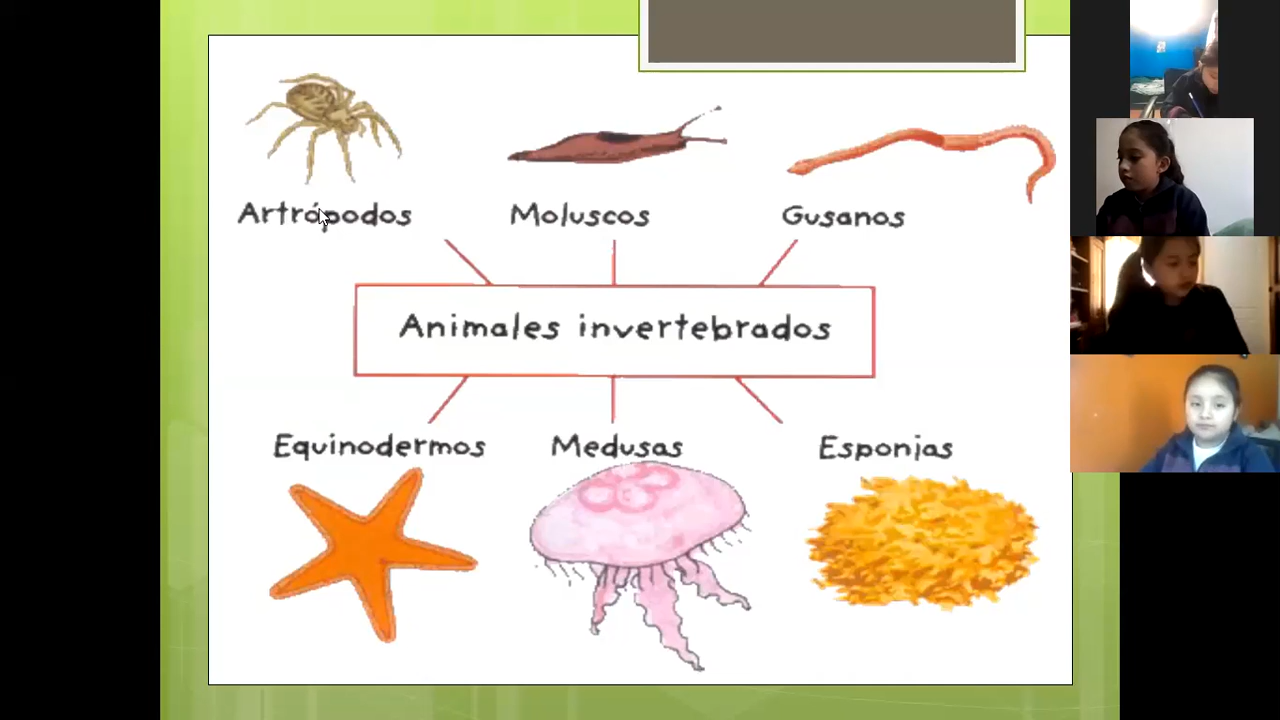 Artrópodos
Moluscos
Gusanos
Animales invertebrados
Equinodermos
Medusas
Esponjas